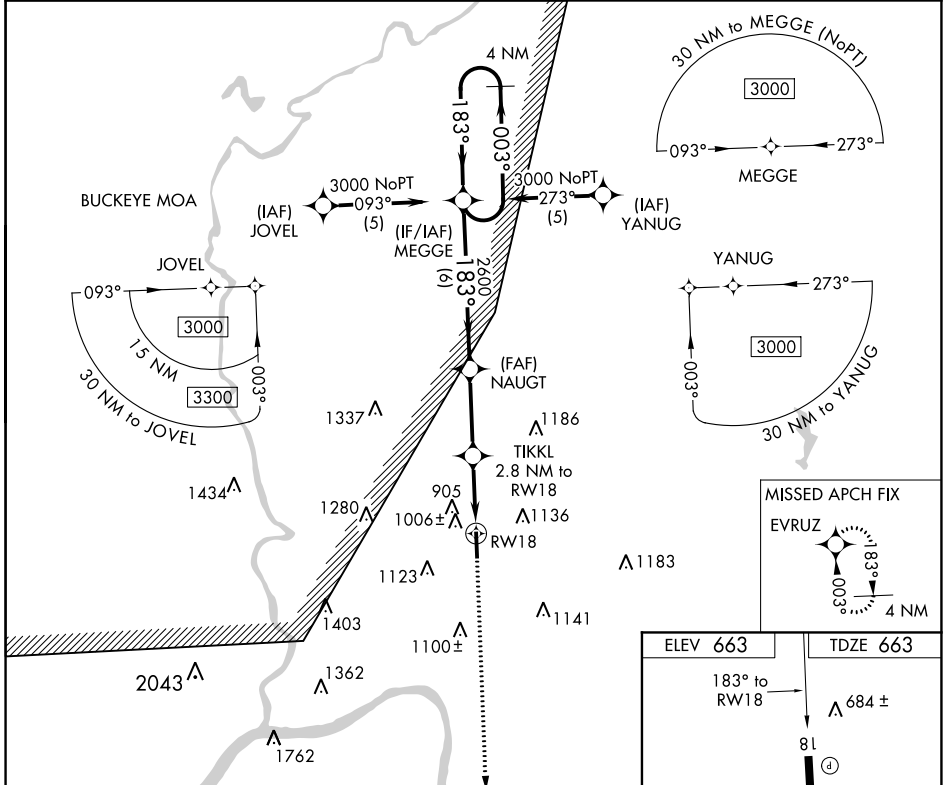 4 NM
183°
003°
30 NM to MEGGE (NoPT)
3000
093°
273°
MEGGE
BUCKEYE MOA
(IAF)
JOVEL
3000 NoPT
093°
(5)
(IF/IAF)
MEGGE
3000 NoPT
273°
(5)
(IAF)
YANUG
2600
183°
(6)
JOVEL
093°
3000
15 NM
3300
30 NM to JOVEL
003°
YANUG
273°
3000
003°
30 NM to YANUG
(FAF)
NAUGT
1337
1186
TIKKL
2.8 NM to
RW18
1434
905
1280
1006±
1136
RW18
1123
1183
1403
1141
1100±
2043
1362
1762
MISSED APCH FIX
EVRUZ
183°
003°
4 NM
ELEV 663
TDZE 663
183° to
RW18
684 ±
18
P